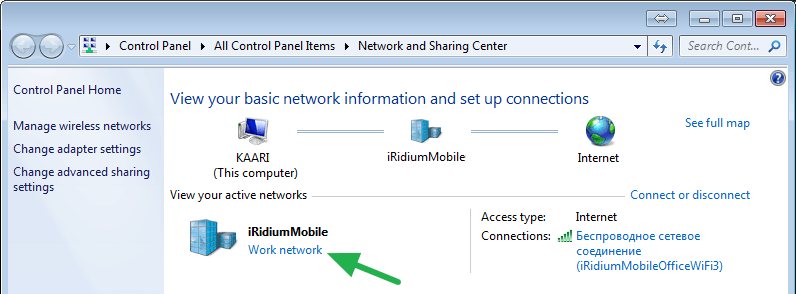 Control Panel All Control Panel Items Network and Sharing Center Search Cont...
Control Panel Home
Manage wireless networks
Change adapter settings
Change advanced sharing
settings
View your basic network information and set up connections
See full map
KAARI
(This computer)
iRidiumMobile
Internet
View your active networks
Connect or disconnect
iRidiumMobile
Work network
Access type: Internet
Connections: Беспроводное сетевое
соединение
(iRidiumMobileOfficeWiFi3)